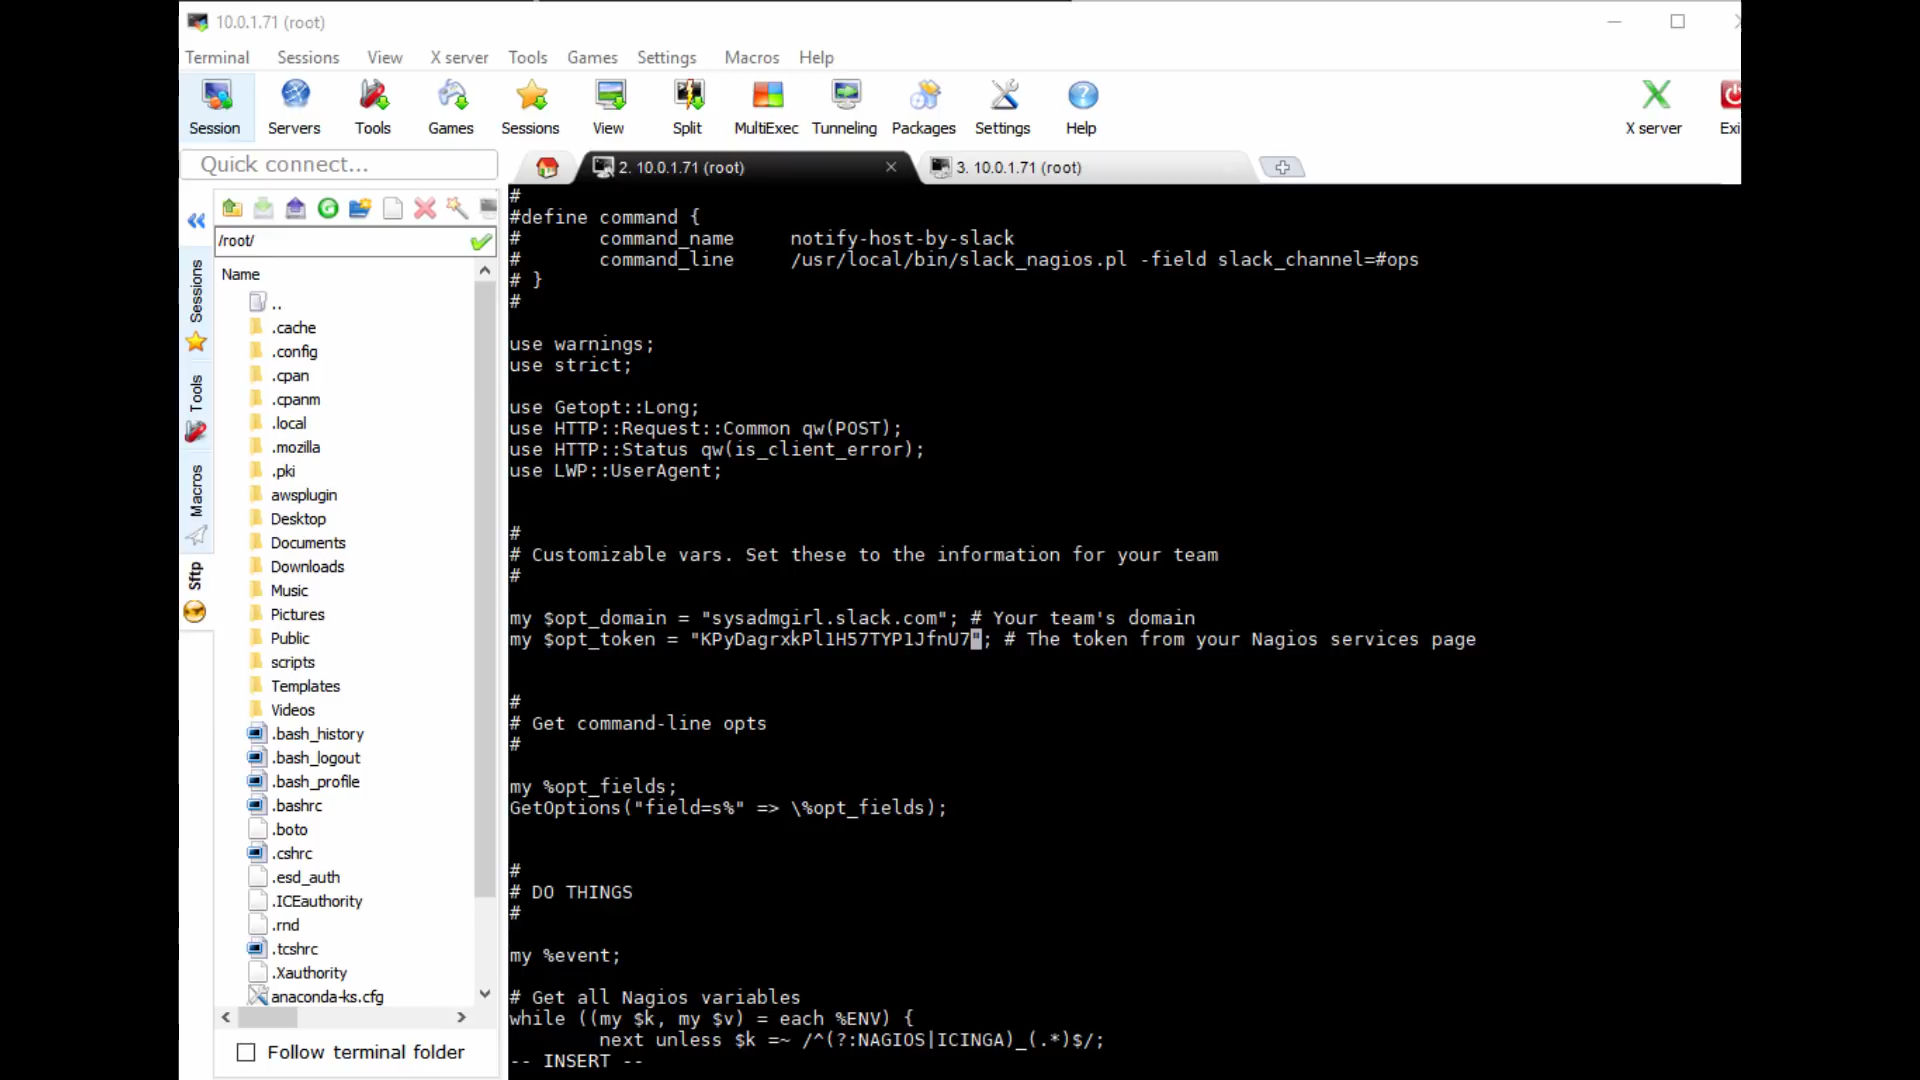 10.0.1.71 (root)
Terminal Sessions View X server Tools Games Settings Macros Help
Session Servers Tools Games Sessions View Split MultiExec Tunneling Packages Settings Help X server Exi
Quick connect...
2. 10.0.1.71 (root)
3. 10.0.1.71 (root)
/root/
Name
..
.cache
.config
.cpan
.cpanm
.local
.mozilla
.pki
awsplugin
Desktop
Documents
Downloads
Music
Pictures
Public
scripts
Templates
Videos
.bash_history
.bash_logout
.bash_profile
.bashrc
.boto
.cshrc
.esd_auth
.ICEauthority
.rnd
.tcshrc
.Xauthority
anaconda-ks.cfg
Follow terminal folder
Sessions
Tools
Macros
Sftp
#
#define command {
#       command_name     notify-host-by-slack
#       command_line     /usr/local/bin/slack_nagios.pl -field slack_channel=#ops
# }
#
use warnings;
use strict;
use Getopt::Long;
use HTTP::Request::Common qw(POST);
use HTTP::Status qw(is_client_error);
use LWP::UserAgent;
#
# Customizable vars. Set these to the information for your team
#
my $opt_domain = "sysadmgirl.slack.com"; # Your team's domain
my $opt_token = "KPyDagrxkPl1H57TYP1JfnU7"; # The token from your Nagios services page
#
# Get command-line opts
#
my %opt_fields;
GetOptions("field=s%" => \%opt_fields);
#
# DO THINGS
#
my %event;
# Get all Nagios variables
while ((my $k, my $v) = each %ENV) {
        next unless $k =~ /^(?:NAGIOS|ICINGA)_(.*)$/;
-- INSERT --